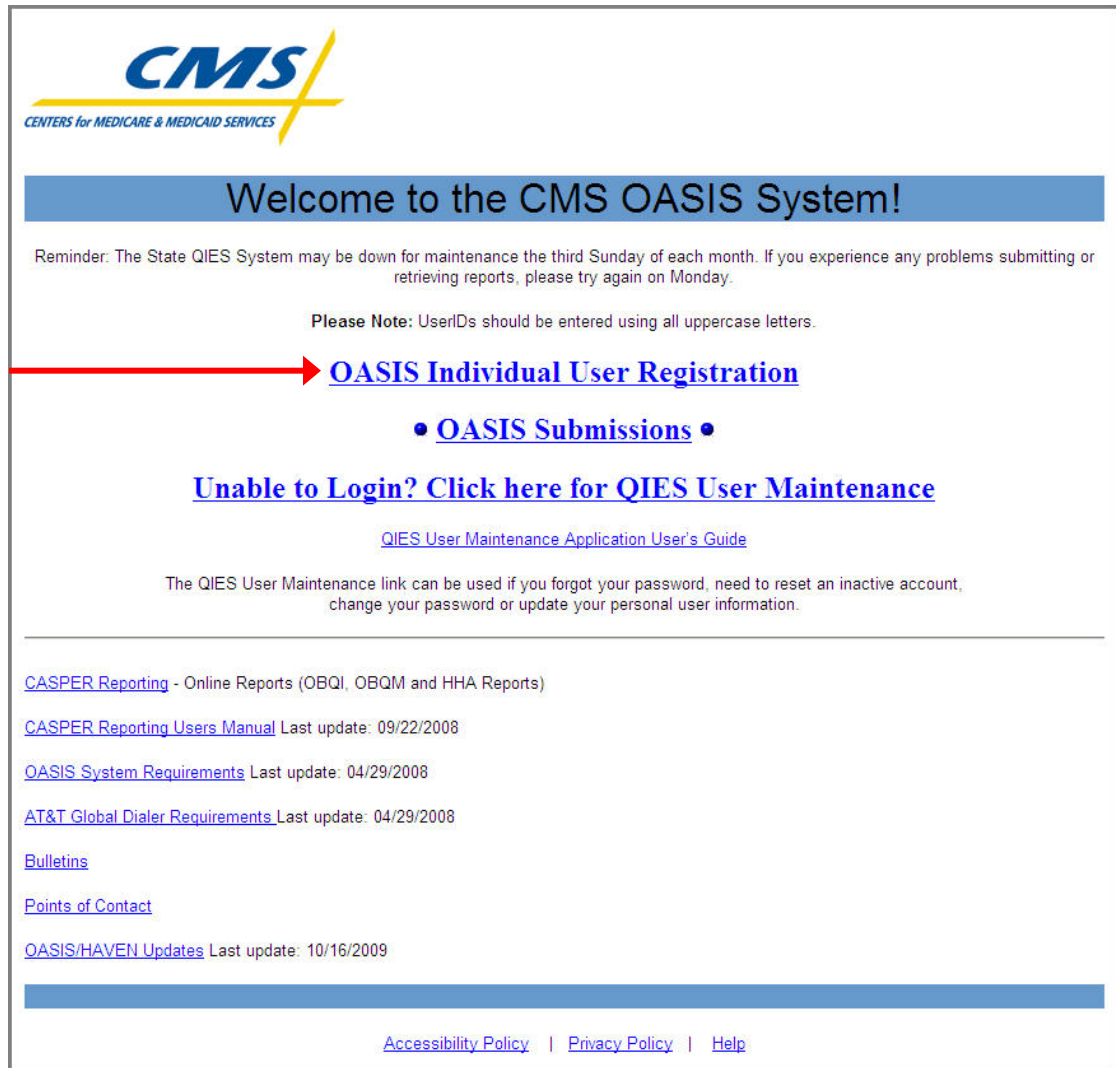 CMS
CENTERS for MEDICARE & MEDICAID SERVICES
Welcome to the CMS OASIS System!
Reminder: The State QIES System may be down for maintenance the third Sunday of each month. If you experience any problems submitting or
retrieving reports, please try again on Monday.
Please Note: UserIDs should be entered using all uppercase letters.
OASIS Individual User Registration
• OASIS Submissions •
Unable to Login? Click here for QIES User Maintenance
QIES User Maintenance Application User's Guide
The QIES User Maintenance link can be used if you forgot your password, need to reset an inactive account,
change your password or update your personal user information.
CASPER Reporting - Online Reports (OBQI, OBQM and HHA Reports)
CASPER Reporting Users Manual Last update: 09/22/2008
OASIS System Requirements Last update: 04/29/2008
AT&T Global Dialer Requirements Last update: 04/29/2008
Bulletins
Points of Contact
OASIS/HAVEN Updates Last update: 10/16/2009
Accessibility Policy | Privacy Policy | Help